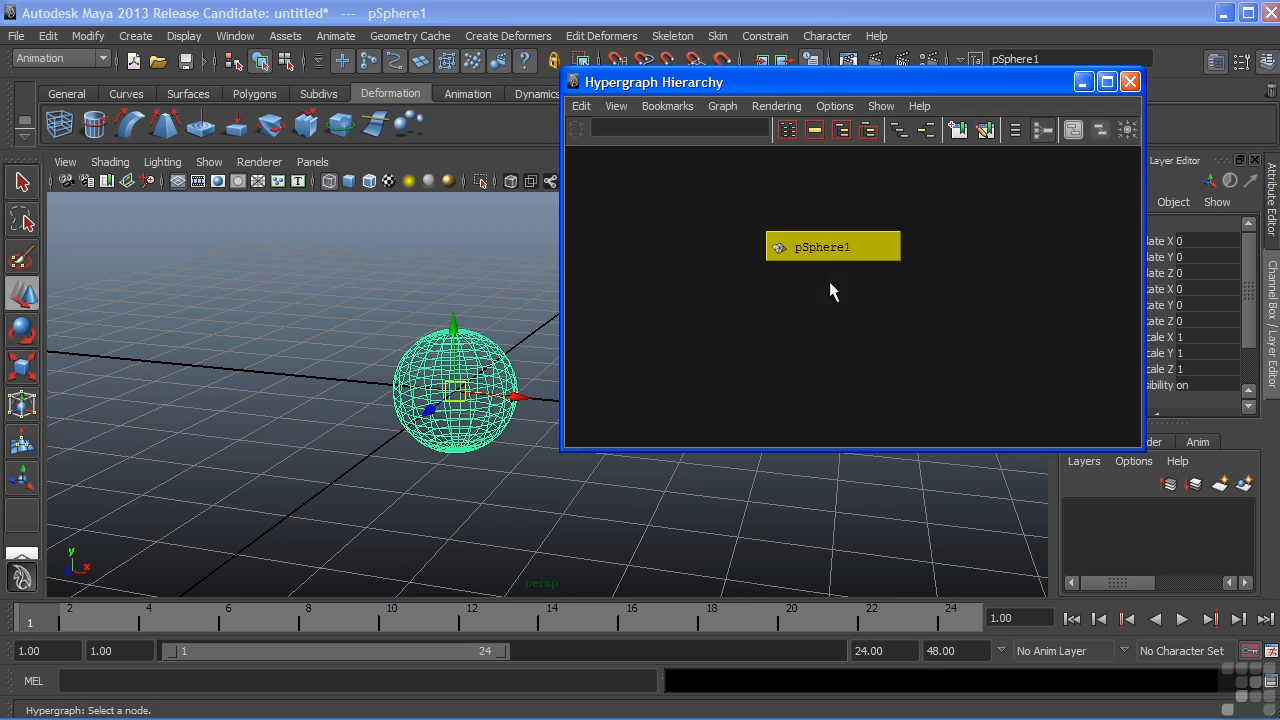 Autodesk Maya 2013 Release Candidate: untitled* --- pSphere1
File Edit Modify Create Display Window Assets Animate Geometry Cache Create Deformers Edit Deformers Skeleton Skin Constrain Character Help
Animation
pSphere1
General Curves Surfaces Polygons Subdivs Deformation Animation Dynamics
View Shading Lighting Show Renderer Panels
Hypergraph Hierarchy
Edit View Bookmarks Graph Rendering Options Show Help
pSphere1
Layer Editor
Object Show
late X 0
late Y 0
late Z 0
tate X 0
tate Y 0
tate Z 0
cale X 1
cale Y 1
cale Z 1
sibility on
Attribute Editor
Channel Box / Layer Editor
der Anim
Layers Options Help
y
x
z
persp
2 4 6 8 10 12 14 16 18 20 22 24
1
1.00
1.00 1.00 1 24 24.00 48.00 No Anim Layer No Character Set
MEL
Hypergraph: Select a node.